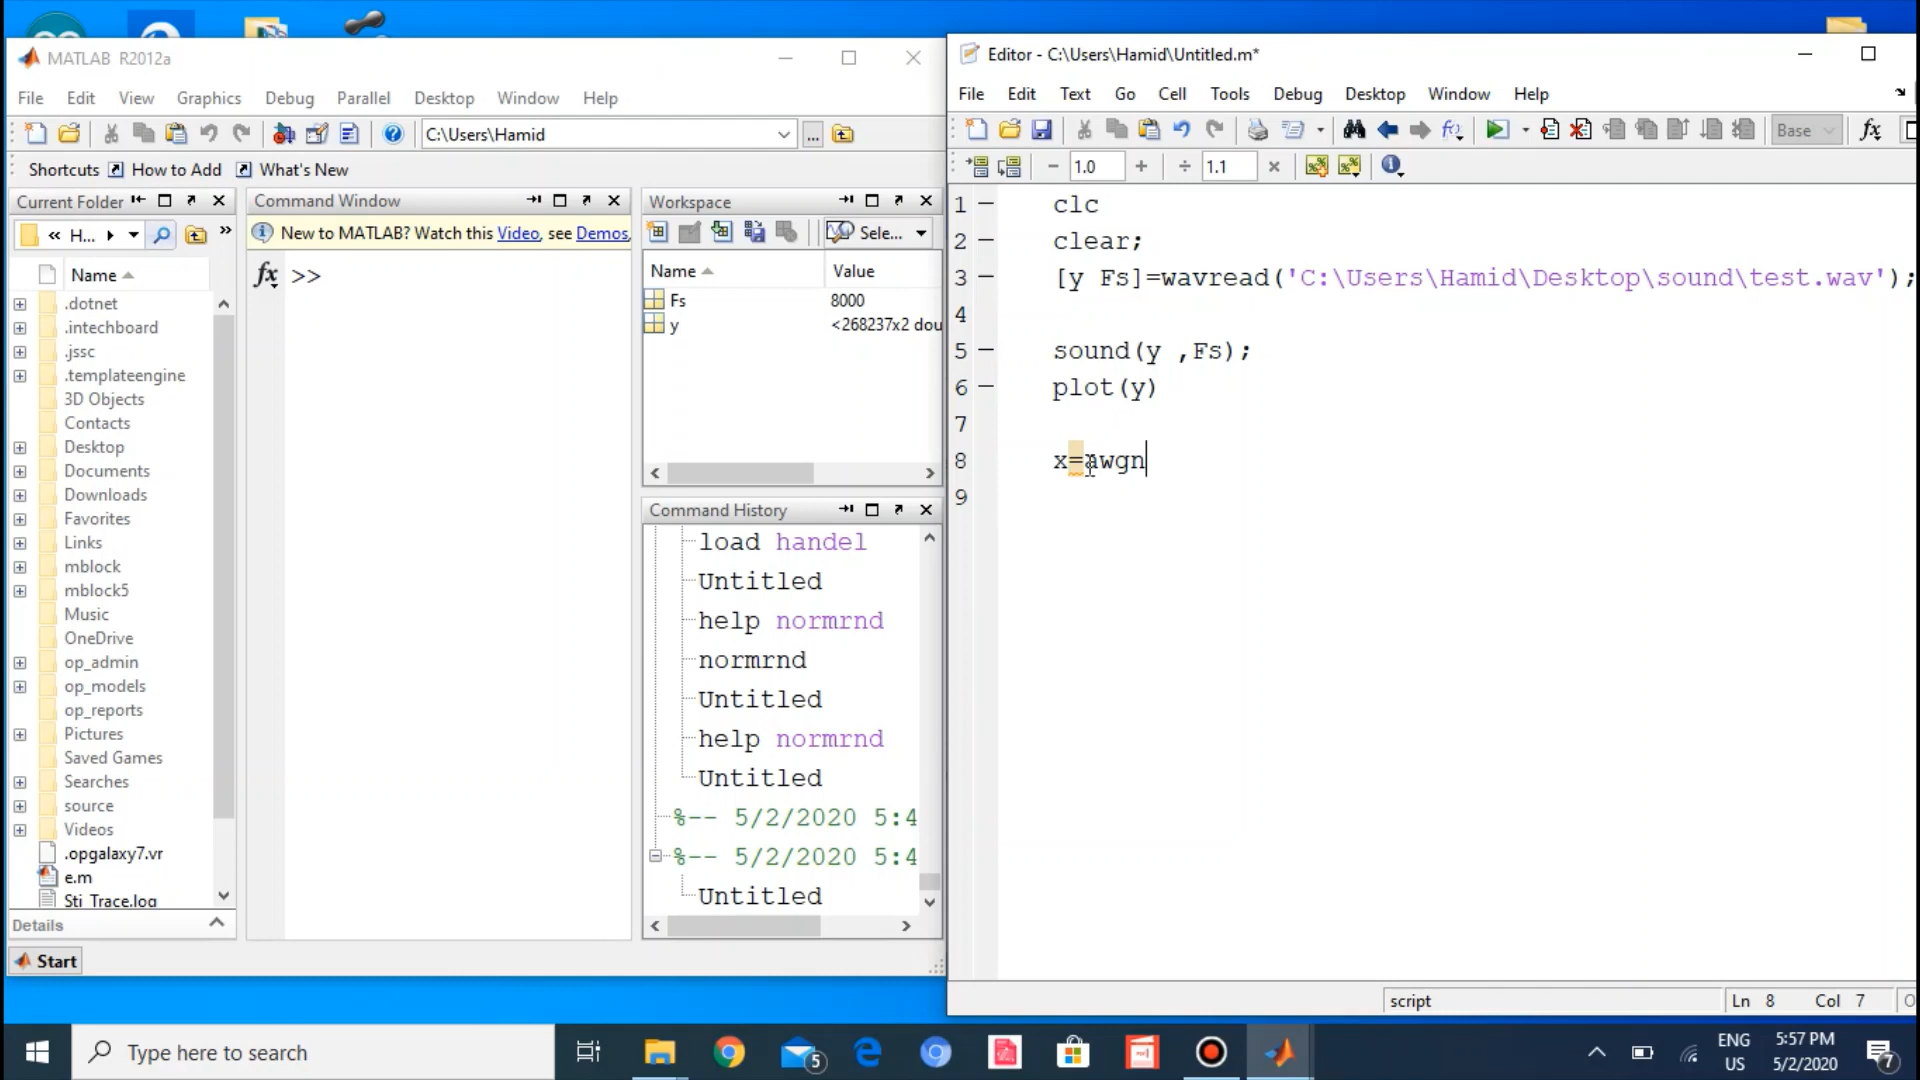 MATLAB R2012a
File Edit View Graphics Debug Parallel Desktop Window Help
C:\Users\Hamid
...
Shortcuts How to Add What's New
Current Folder
« H...
Name
.dotnet
.intechboard
.jssc
.templateengine
3D Objects
Contacts
Desktop
Documents
Downloads
Favorites
Links
mblock
mblock5
Music
OneDrive
op_admin
op_models
op_reports
Pictures
Saved Games
Searches
source
Videos
.opgalaxy7.vr
e.m
Sti_Trace.log
Details
Start
Command Window
New to MATLAB? Watch this Video, see Demos,
fx >>
Workspace
Sele...
Name Value
Fs 8000
y <268237x2 dou
Command History
load handel
Untitled
help normrnd
normrnd
Untitled
help normrnd
Untitled
%-- 5/2/2020 5:4
%-- 5/2/2020 5:4
Untitled
Editor - C:\Users\Hamid\Untitled.m*
File Edit Text Go Cell Tools Debug Desktop Window Help
Base fx
− 1.0 + ÷ 1.1 ×
1 clc
2 clear;
3 [y Fs]=wavread('C:\Users\Hamid\Desktop\sound\test.wav');
4
5 sound(y ,Fs);
6 plot(y)
7
8 x=awgn
9
script Ln 8 Col 7
Type here to search
5
ENG
US
5:57 PM
5/2/2020
7